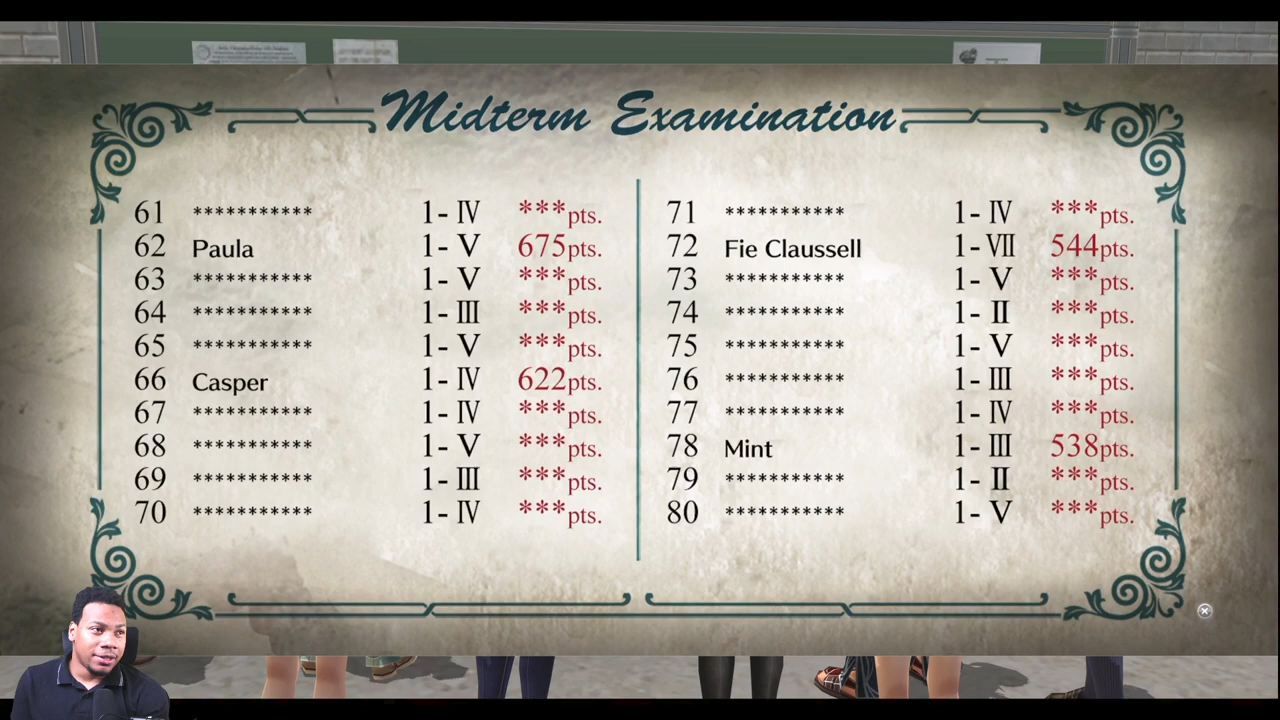 Midterm Examination
61 *********** 1-Ⅳ ***pts.
62 Paula 1-Ⅴ 675pts.
63 *********** 1-Ⅴ ***pts.
64 *********** 1-Ⅲ ***pts.
65 *********** 1-Ⅴ ***pts.
66 Casper 1-Ⅳ 622pts.
67 *********** 1-Ⅳ ***pts.
68 *********** 1-Ⅴ ***pts.
69 *********** 1-Ⅲ ***pts.
70 *********** 1-Ⅳ ***pts.
71 *********** 1-Ⅳ ***pts.
72 Fie Claussell 1-Ⅶ 544pts.
73 *********** 1-Ⅴ ***pts.
74 *********** 1-Ⅱ ***pts.
75 *********** 1-Ⅴ ***pts.
76 *********** 1-Ⅲ ***pts.
77 *********** 1-Ⅳ ***pts.
78 Mint 1-Ⅲ 538pts.
79 *********** 1-Ⅱ ***pts.
80 *********** 1-Ⅴ ***pts.